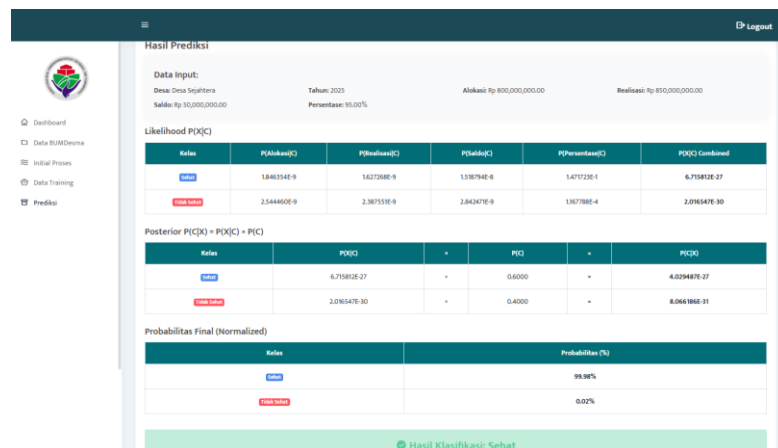 Logout
Hasil Prediksi
Data Input:
Desa: Desa Sejahtera Tahun: 2025 Alokasi: Rp 800,000,000.00 Realisasi: Rp 850,000,000.00
Saldo: Rp 50,000,000.00 Persentase: 95.00%
Dashboard
Data BUMDesma
Initial Proses
Data Training
Prediksi
Likelihood P(X|C)
Kelas P(Alokasi|C) P(Realisasi|C) P(Saldo|C) P(Persentase|C) P(X|C) Combined
Sehat 1.846354E-9 1.627268E-9 1.518794E-8 1.471723E-1 6.715812E-27
Tidak Sehat 2.544460E-9 2.387551E-9 2.842471E-9 1.167788E-4 2.016547E-30
Posterior P(C|X) = P(X|C) × P(C)
Kelas P(X|C) × P(C) = P(C|X)
Sehat 6.715812E-27 × 0.6000 = 4.029487E-27
Tidak Sehat 2.016547E-30 × 0.4000 = 8.066186E-31
Probabilitas Final (Normalized)
Kelas Probabilitas (%)
Sehat 99.98%
Tidak Sehat 0.02%
Hasil Klasifikasi: Sehat